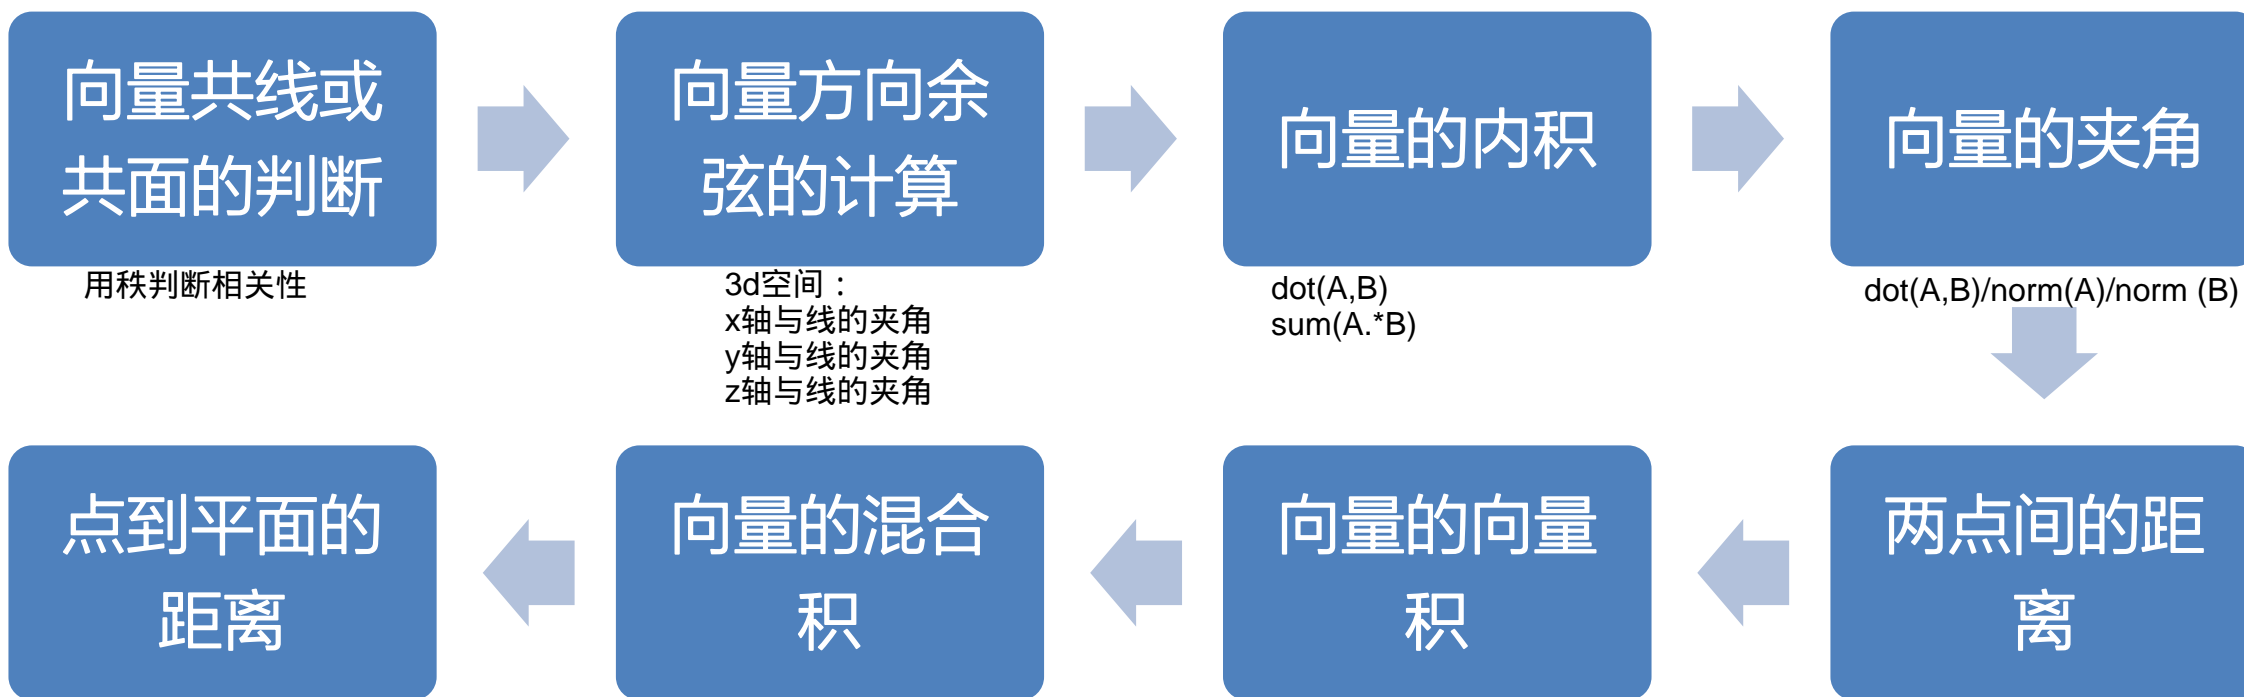 向量共线或
共面的判断
用秩判断相关性
向量方向余
弦的计算
3d空间：
x轴与线的夹角
y轴与线的夹角
z轴与线的夹角
向量的内积
dot(A,B)
sum(A.*B)
向量的夹角
dot(A,B)/norm(A)/norm (B)
两点间的距
离
向量的向量
积
向量的混合
积
点到平面的
距离